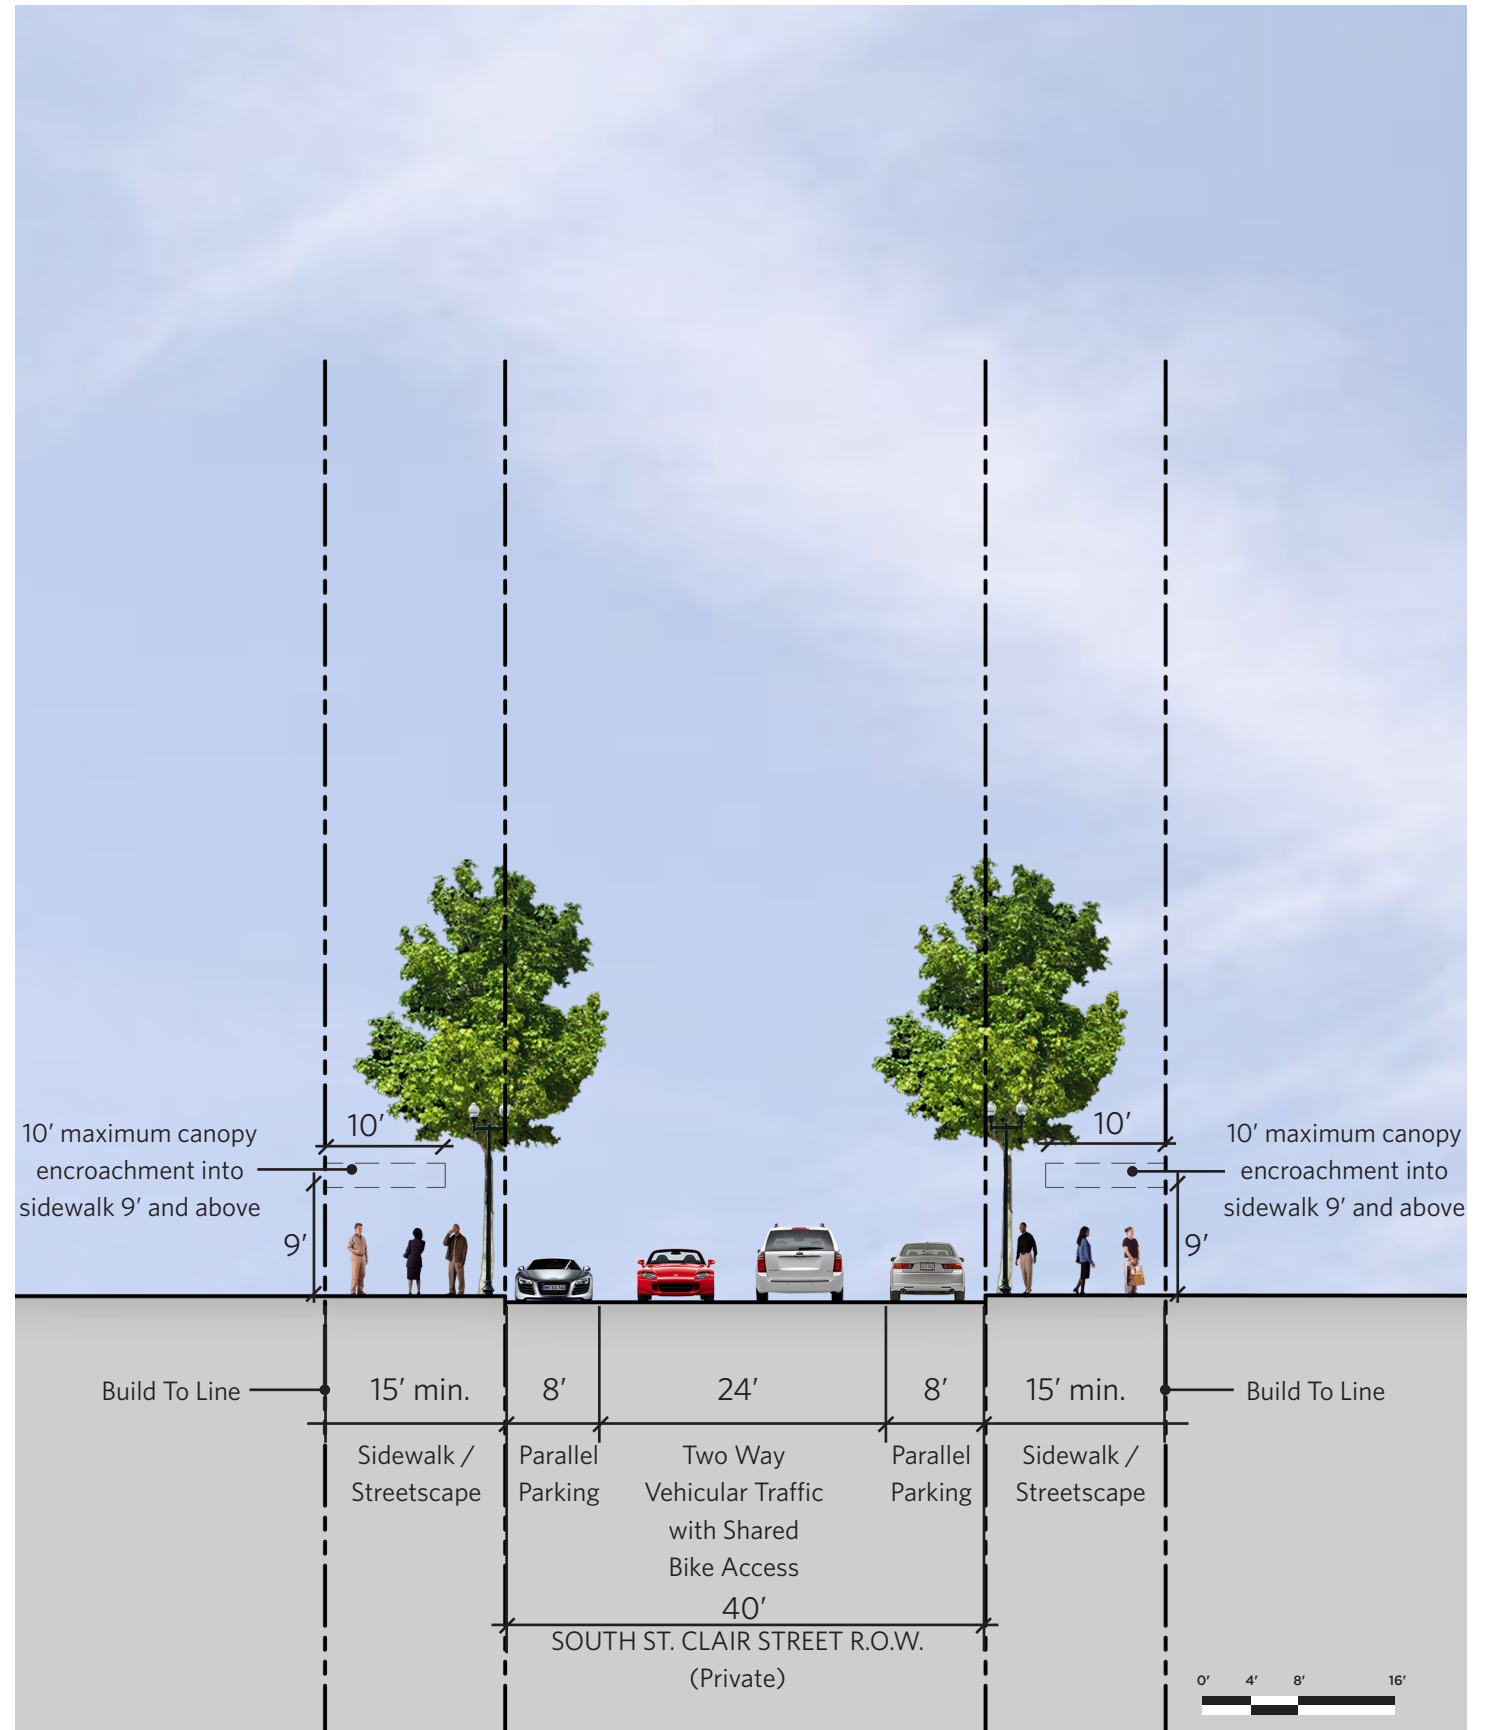 10′
10′ maximum canopy
encroachment into
sidewalk 9′ and above
9′
10′
10′ maximum canopy
encroachment into
sidewalk 9′ and above
9′
Build To Line
15′ min.
8′
24′
8′
15′ min.
Build To Line
Sidewalk /
Streetscape
Parallel
Parking
Two Way
Vehicular Traffic
with Shared
Bike Access
Parallel
Parking
Sidewalk /
Streetscape
40′
SOUTH ST. CLAIR STREET R.O.W.
(Private)
0′ 4′ 8′ 16′